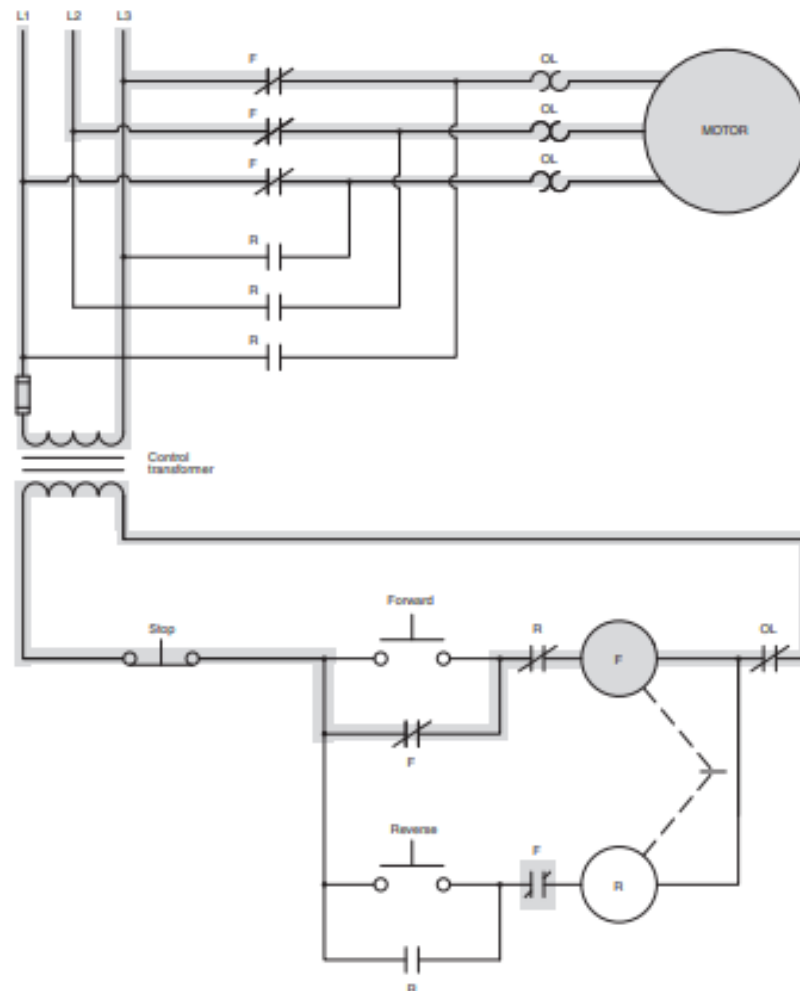 L1 L2 L3
F OL
F OL
MOTOR
F OL
R
R
R
Control
transformer
Forward
Stop R OL
F
F
Reverse
F
R
R